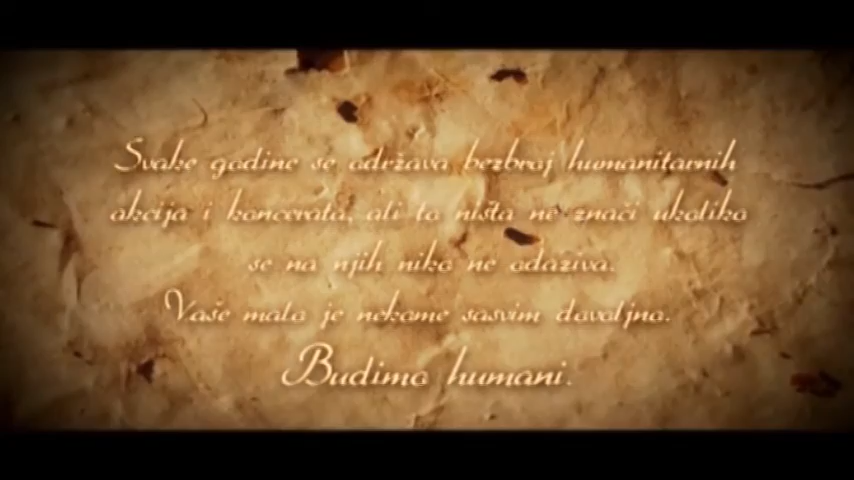 Svake godine se održava bezbroj humanitarnih
akcija i koncerata, ali to ništa ne znači ukoliko
se na njih niko ne odaziva.
Vaše malo je nekome sasvim dovoljno.
Budimo humani.